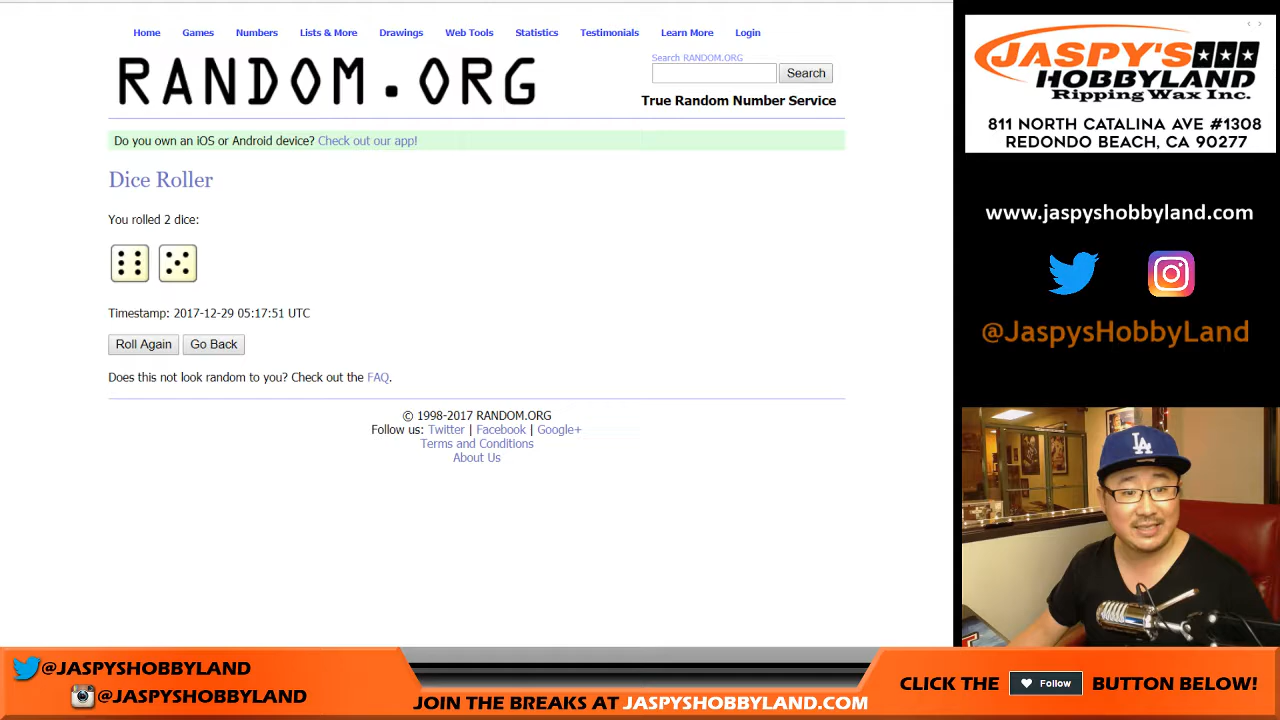 Home Games Numbers Lists & More Drawings Web Tools Statistics Testimonials Learn More Login
RANDOM.ORG
Search RANDOM.ORG
Search
True Random Number Service
Do you own an iOS or Android device? Check out our app!
Dice Roller
You rolled 2 dice:
Timestamp: 2017-12-29 05:17:51 UTC
Roll Again Go Back
Does this not look random to you? Check out the FAQ.
© 1998-2017 RANDOM.ORG
Follow us: Twitter | Facebook | Google+
Terms and Conditions
About Us
JASPY'S
HOBBYLAND
Ripping Wax Inc.
811 NORTH CATALINA AVE #1308
REDONDO BEACH, CA 90277
www.jaspyshobbyland.com
@JaspysHobbyLand
LA
@JASPYSHOBBYLAND
@JASPYSHOBBYLAND
JOIN THE BREAKS AT JASPYSHOBBYLAND.COM
CLICK THE Follow BUTTON BELOW!